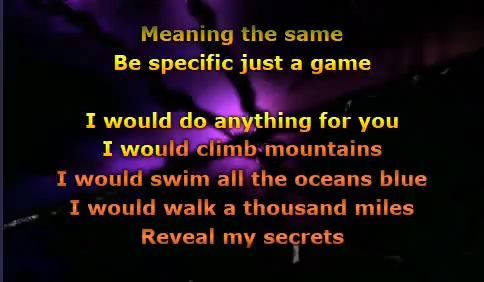 Meaning the same
Be specific just a game
I would do anything for you
I would climb mountains
I would swim all the oceans blue
I would walk a thousand miles
Reveal my secrets